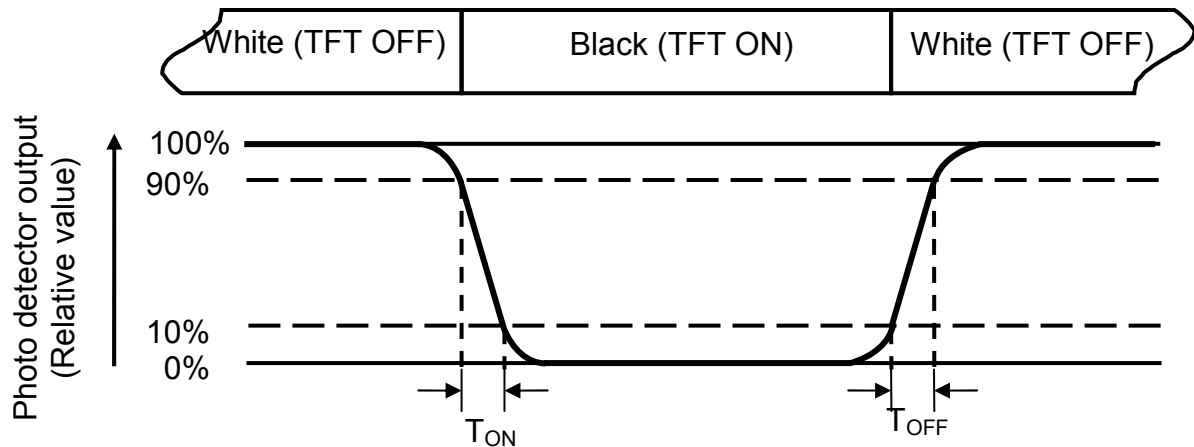 White (TFT OFF)
Black (TFT ON)
White (TFT OFF)
Photo detector output
(Relative value)
100%
90%
10%
0%
TON
TOFF